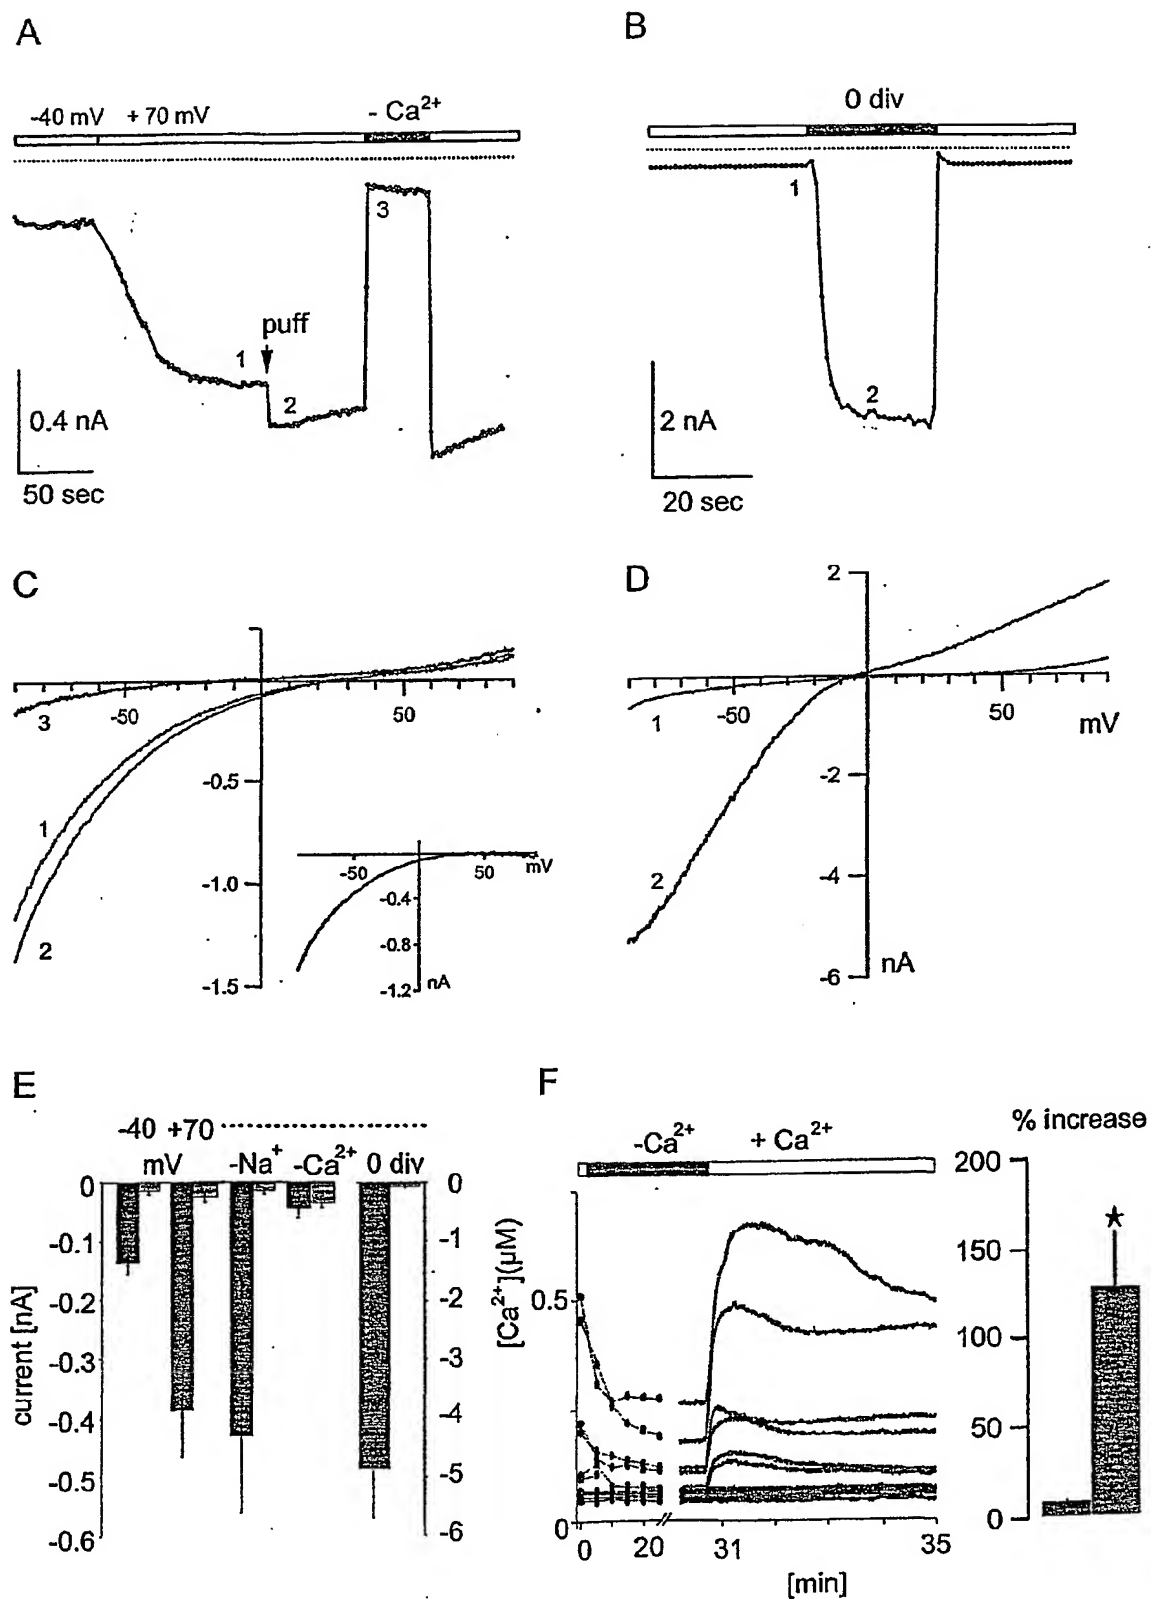 A
-40 mV
+ 70 mV
- Ca2+
3
puff
1
2
0.4 nA
50 sec
B
0 div
1
2
2 nA
20 sec
C
3
-50
50
-0.5
1
-1.0
2
-1.5
-50
50
mV
-0.4
-0.8
-1.2
nA
D
2
1
-50
50
mV
-2
2
-4
nA
-6
E
-40 +70
mV
-Na+
-Ca2+
0 div
0
-0.1
-0.2
-0.3
-0.4
-0.5
-0.6
current [nA]
0
-1
-2
-3
-4
-5
-6
F
-Ca2+
+ Ca2+
[Ca2+](µM)
0.5
0
0
20
31
35
[min]
% increase
200
150
100
50
0
★